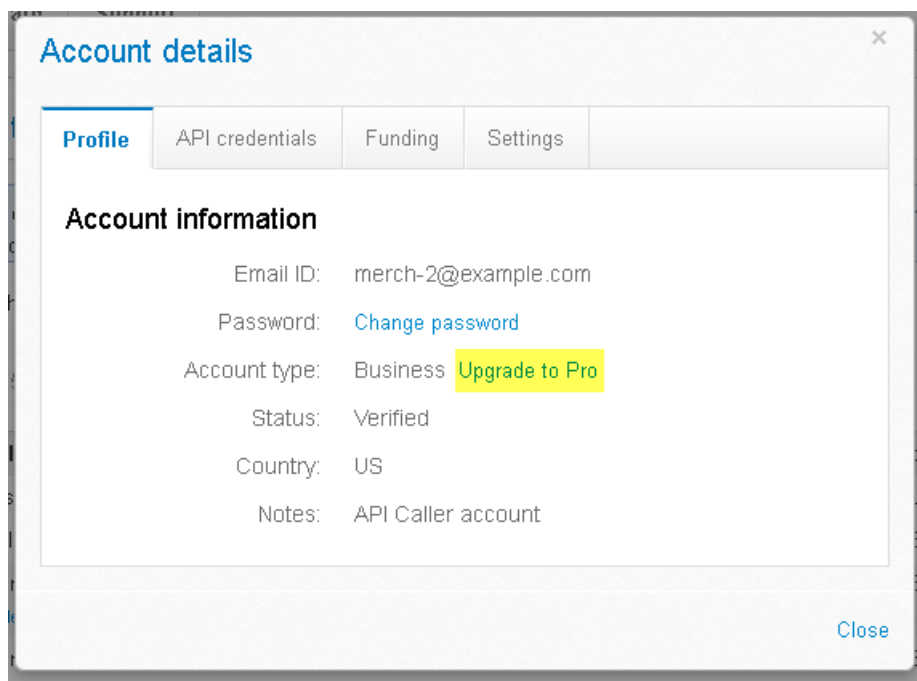 Account details
×
Profile API credentials Funding Settings
Account information
Email ID: merch-2@example.com
Password: Change password
Account type: Business Upgrade to Pro
Status: Verified
Country: US
Notes: API Caller account
Close